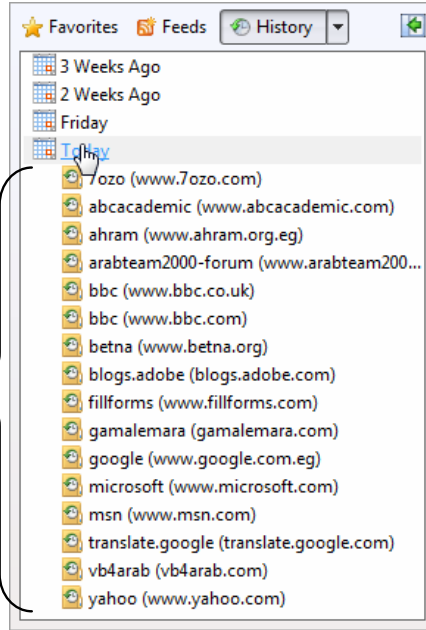 Favorites Feeds History
3 Weeks Ago
2 Weeks Ago
Friday
Today
7ozo (www.7ozo.com)
abcacademic (www.abcacademic.com)
ahram (www.ahram.org.eg)
arabteam2000-forum (www.arabteam200...
bbc (www.bbc.co.uk)
bbc (www.bbc.com)
betna (www.betna.org)
blogs.adobe (blogs.adobe.com)
fillforms (www.fillforms.com)
gamalemara (gamalemara.com)
google (www.google.com.eg)
microsoft (www.microsoft.com)
msn (www.msn.com)
translate.google (translate.google.com)
vb4arab (vb4arab.com)
yahoo (www.yahoo.com)